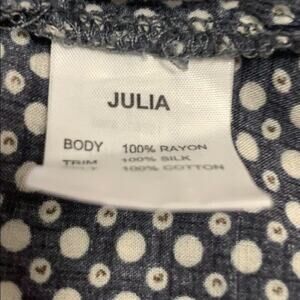 JULIA
BODY 100% RAYON
TRIM 100% SILK
100% COTTON